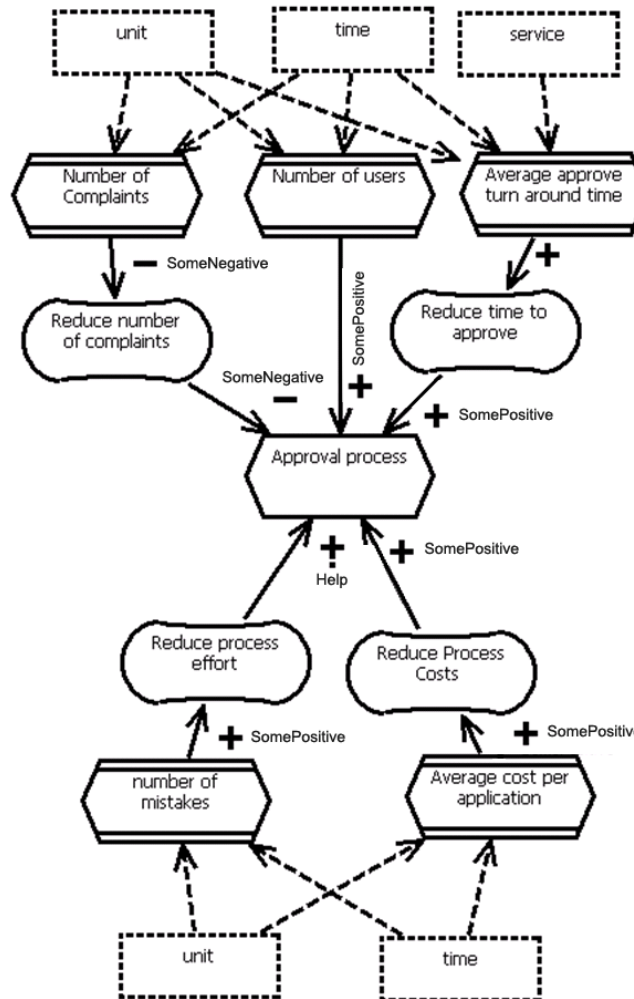 unit
time
service
Number of
Complaints
Number of users
Average approve
turn around time
SomeNegative
SomePositive
Reduce number
of complaints
Reduce time to
approve
SomeNegative
SomePositive
Approval process
SomePositive
Help
Reduce process
effort
Reduce Process
Costs
SomePositive
SomePositive
number of
mistakes
Average cost per
application
unit
time